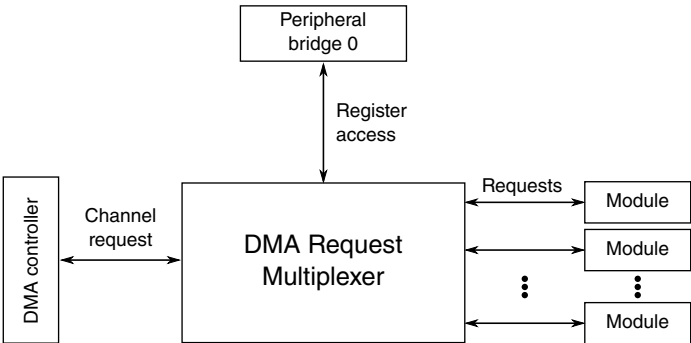 Peripheral
bridge 0
Register
access
Requests
Module
Channel
request
DMA controller
DMA Request
Multiplexer
Module
Module